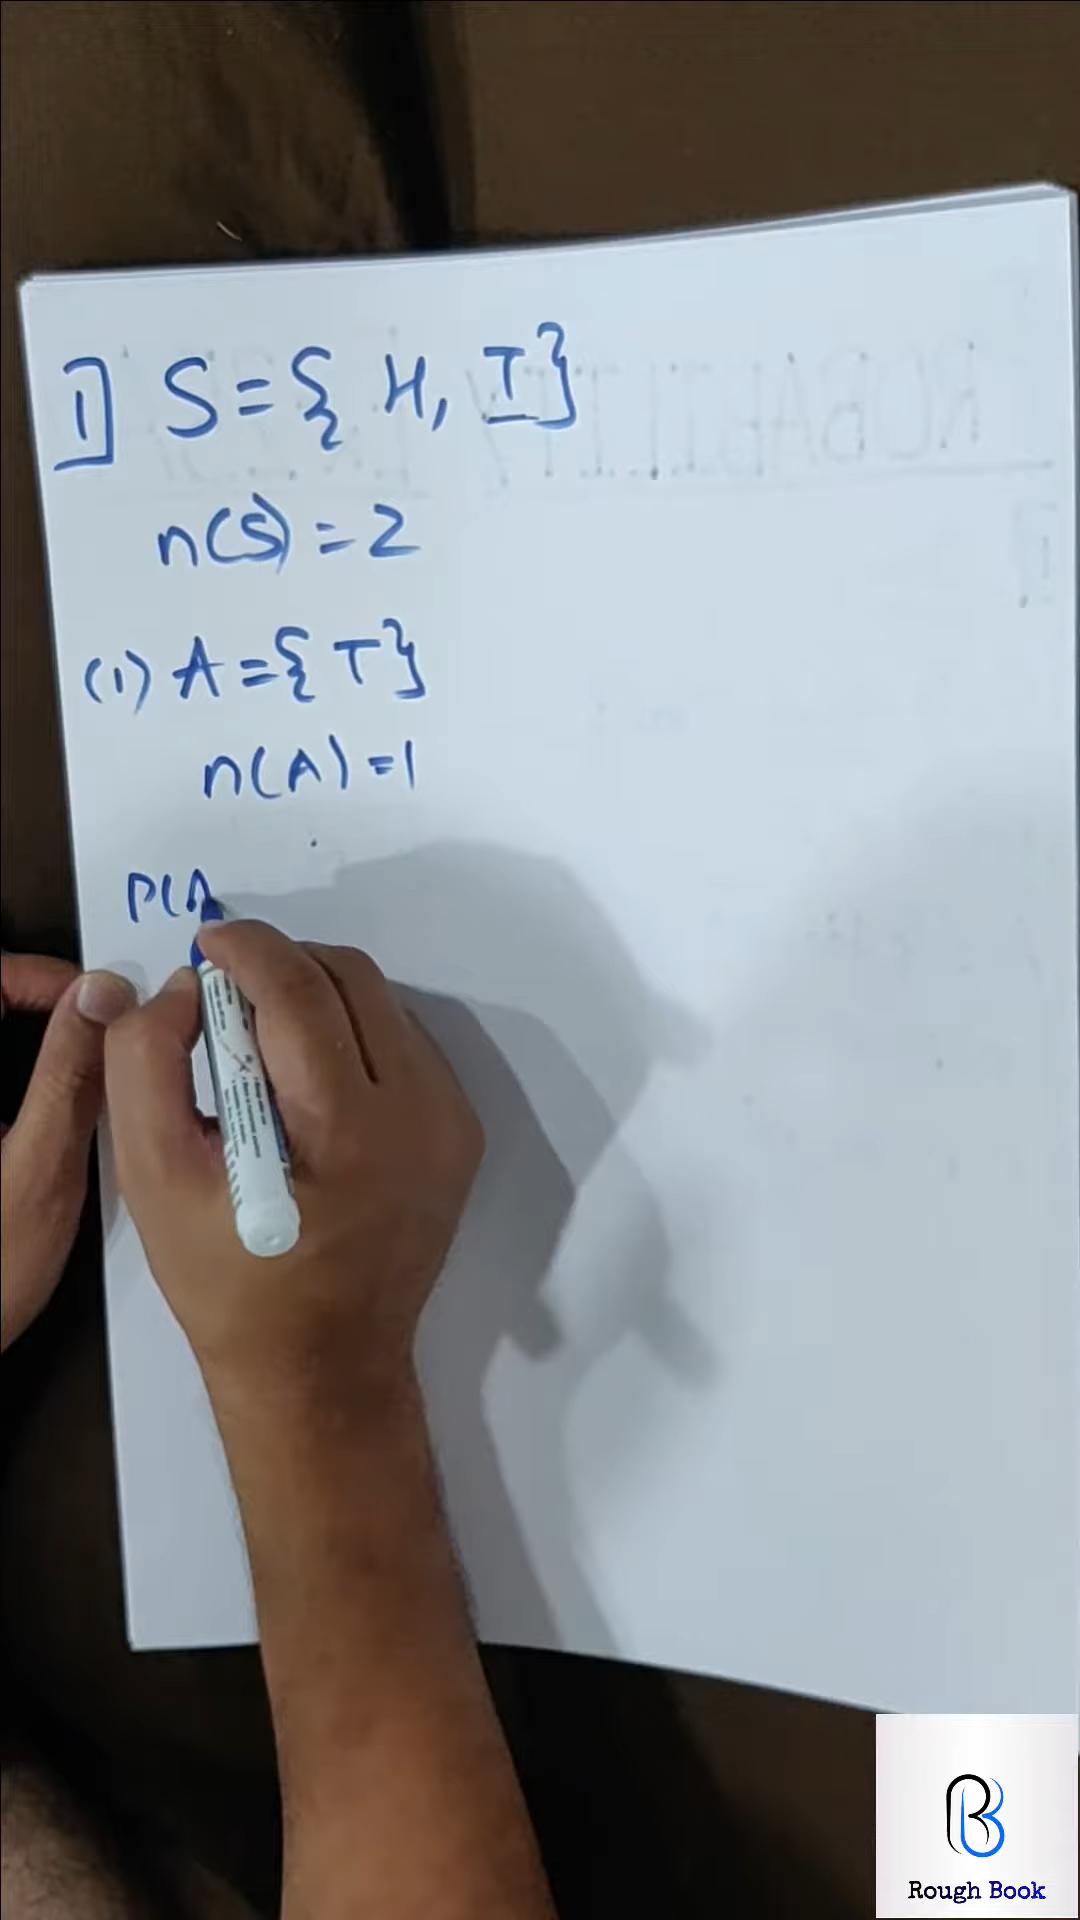 1] S = { H, T }
n(S) = 2
(1) A = { T }
n(A) = 1
P(A
Rough Book